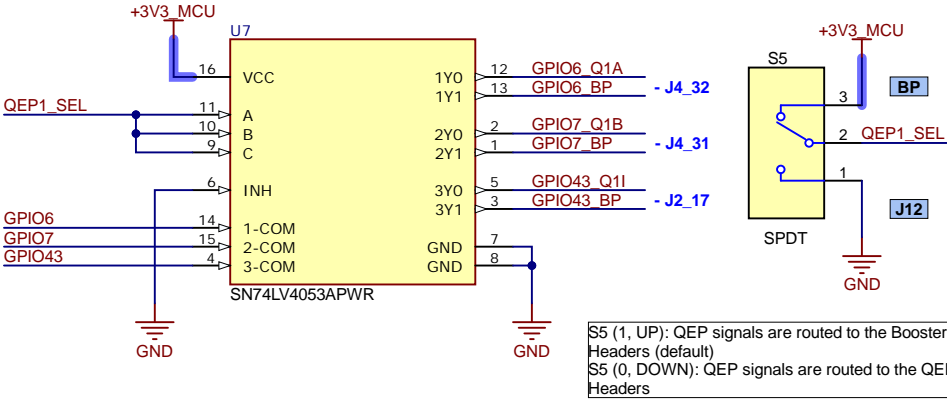 +3V3_MCU
U7
16 VCC
QEP1_SEL
11 A
10 B
9 C
6 INH
GPIO6 14 1-COM
GPIO7 15 2-COM
GPIO43 4 3-COM
1Y0 12 GPIO6_Q1A
1Y1 13 GPIO6_BP - J4_32
2Y0 2 GPIO7_Q1B
2Y1 1 GPIO7_BP - J4_31
3Y0 5 GPIO43_Q1I
3Y1 3 GPIO43_BP - J2_17
GND 7
GND 8
SN74LV4053APWR
GND
GND
+3V3_MCU
S5
3 BP
2 QEP1_SEL
1
J12
SPDT
GND
S5 (1, UP): QEP signals are routed to the Booster
Headers (default)
S5 (0, DOWN): QEP signals are routed to the QE
Headers